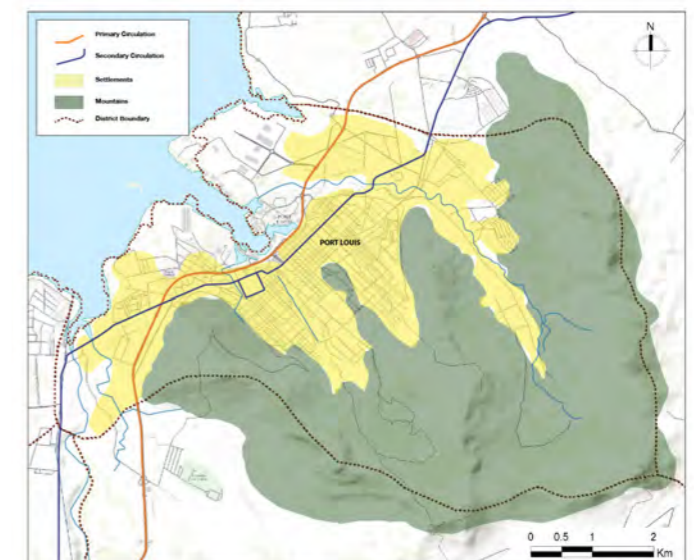 Primary Circulation
Secondary Circulation
Settlements
Mountains
District Boundary
N
PORT LOUIS
0 0.5 1 2
Km